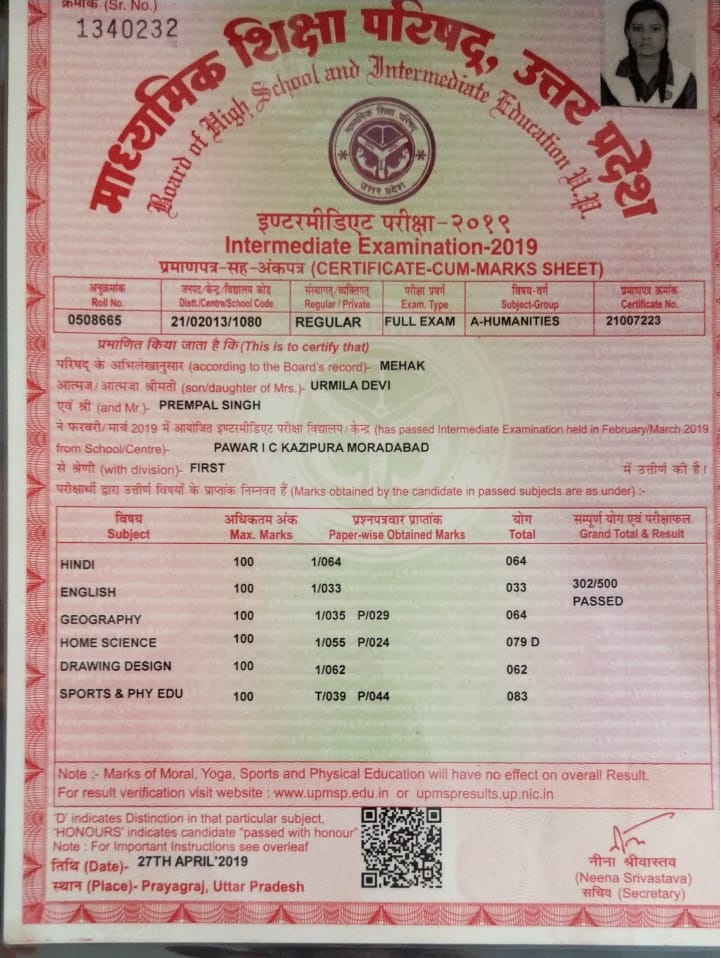 क्रमांक (Sr. No.)
1340232
माध्यमिक शिक्षा परिषद्, उत्तर प्रदेश
Board of High School and Intermediate Education U.P.
माध्यमिक शिक्षा परिषद्
उत्तर प्रदेश
इण्टरमीडिएट परीक्षा-२०१९
Intermediate Examination-2019
प्रमाणपत्र-सह-अंकपत्र (CERTIFICATE-CUM-MARKS SHEET)
अनुक्रमांक जनपद/केन्द्र/विद्यालय कोड संस्थागत/व्यक्तिगत परीक्षा प्रवर्ग विषय-वर्ग प्रमाणपत्र क्रमांक
Roll No. Distt./Centre/School Code Regular / Private Exam. Type Subject-Group Certificate No.
0508665 21/02013/1080 REGULAR FULL EXAM A-HUMANITIES 21007223
प्रमाणित किया जाता है कि (This is to certify that)
परिषद् के अभिलेखानुसार (according to the Board's record)- MEHAK
आत्मज/आत्मजा श्रीमती (son/daughter of Mrs.)- URMILA DEVI
एवं श्री (and Mr.)- PREMPAL SINGH
ने फरवरी/मार्च 2019 में आयोजित इण्टरमीडिएट परीक्षा विद्यालय/केन्द्र (has passed Intermediate Examination held in February/March 2019
from School/Centre)- PAWAR I C KAZIPURA MORADABAD
से श्रेणी (with division)- FIRST में उत्तीर्ण की है।
परीक्षार्थी द्वारा उत्तीर्ण विषयों के प्राप्तांक निम्नवत हैं (Marks obtained by the candidate in passed subjects are as under) :-
विषय अधिकतम अंक प्रश्नपत्रवार प्राप्तांक योग सम्पूर्ण योग एवं परीक्षाफल
Subject Max. Marks Paper-wise Obtained Marks Total Grand Total & Result
HINDI 100 1/064 064
ENGLISH 100 1/033 033 302/500
PASSED
GEOGRAPHY 100 1/035 P/029 064
HOME SCIENCE 100 1/055 P/024 079 D
DRAWING DESIGN 100 1/062 062
SPORTS & PHY EDU 100 T/039 P/044 083
Note :- Marks of Moral, Yoga, Sports and Physical Education will have no effect on overall Result.
For result verification visit website : www.upmsp.edu.in or upmspresults.up.nic.in
'D' indicates Distinction in that particular subject,
'HONOURS' indicates candidate "passed with honour"
Note : For Important Instructions see overleaf
तिथि (Date)- 27TH APRIL'2019
स्थान (Place)- Prayagraj, Uttar Pradesh
नीना श्रीवास्तव
(Neena Srivastava)
सचिव (Secretary)